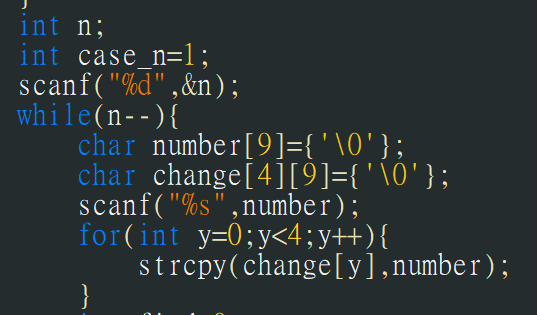 }
int n;
int case_n=1;
scanf("%d",&n);
while(n--){
char number[9]={'\0'};
char change[4][9]={'\0'};
scanf("%s",number);
for(int y=0;y<4;y++){
strcpy(change[y],number);
}